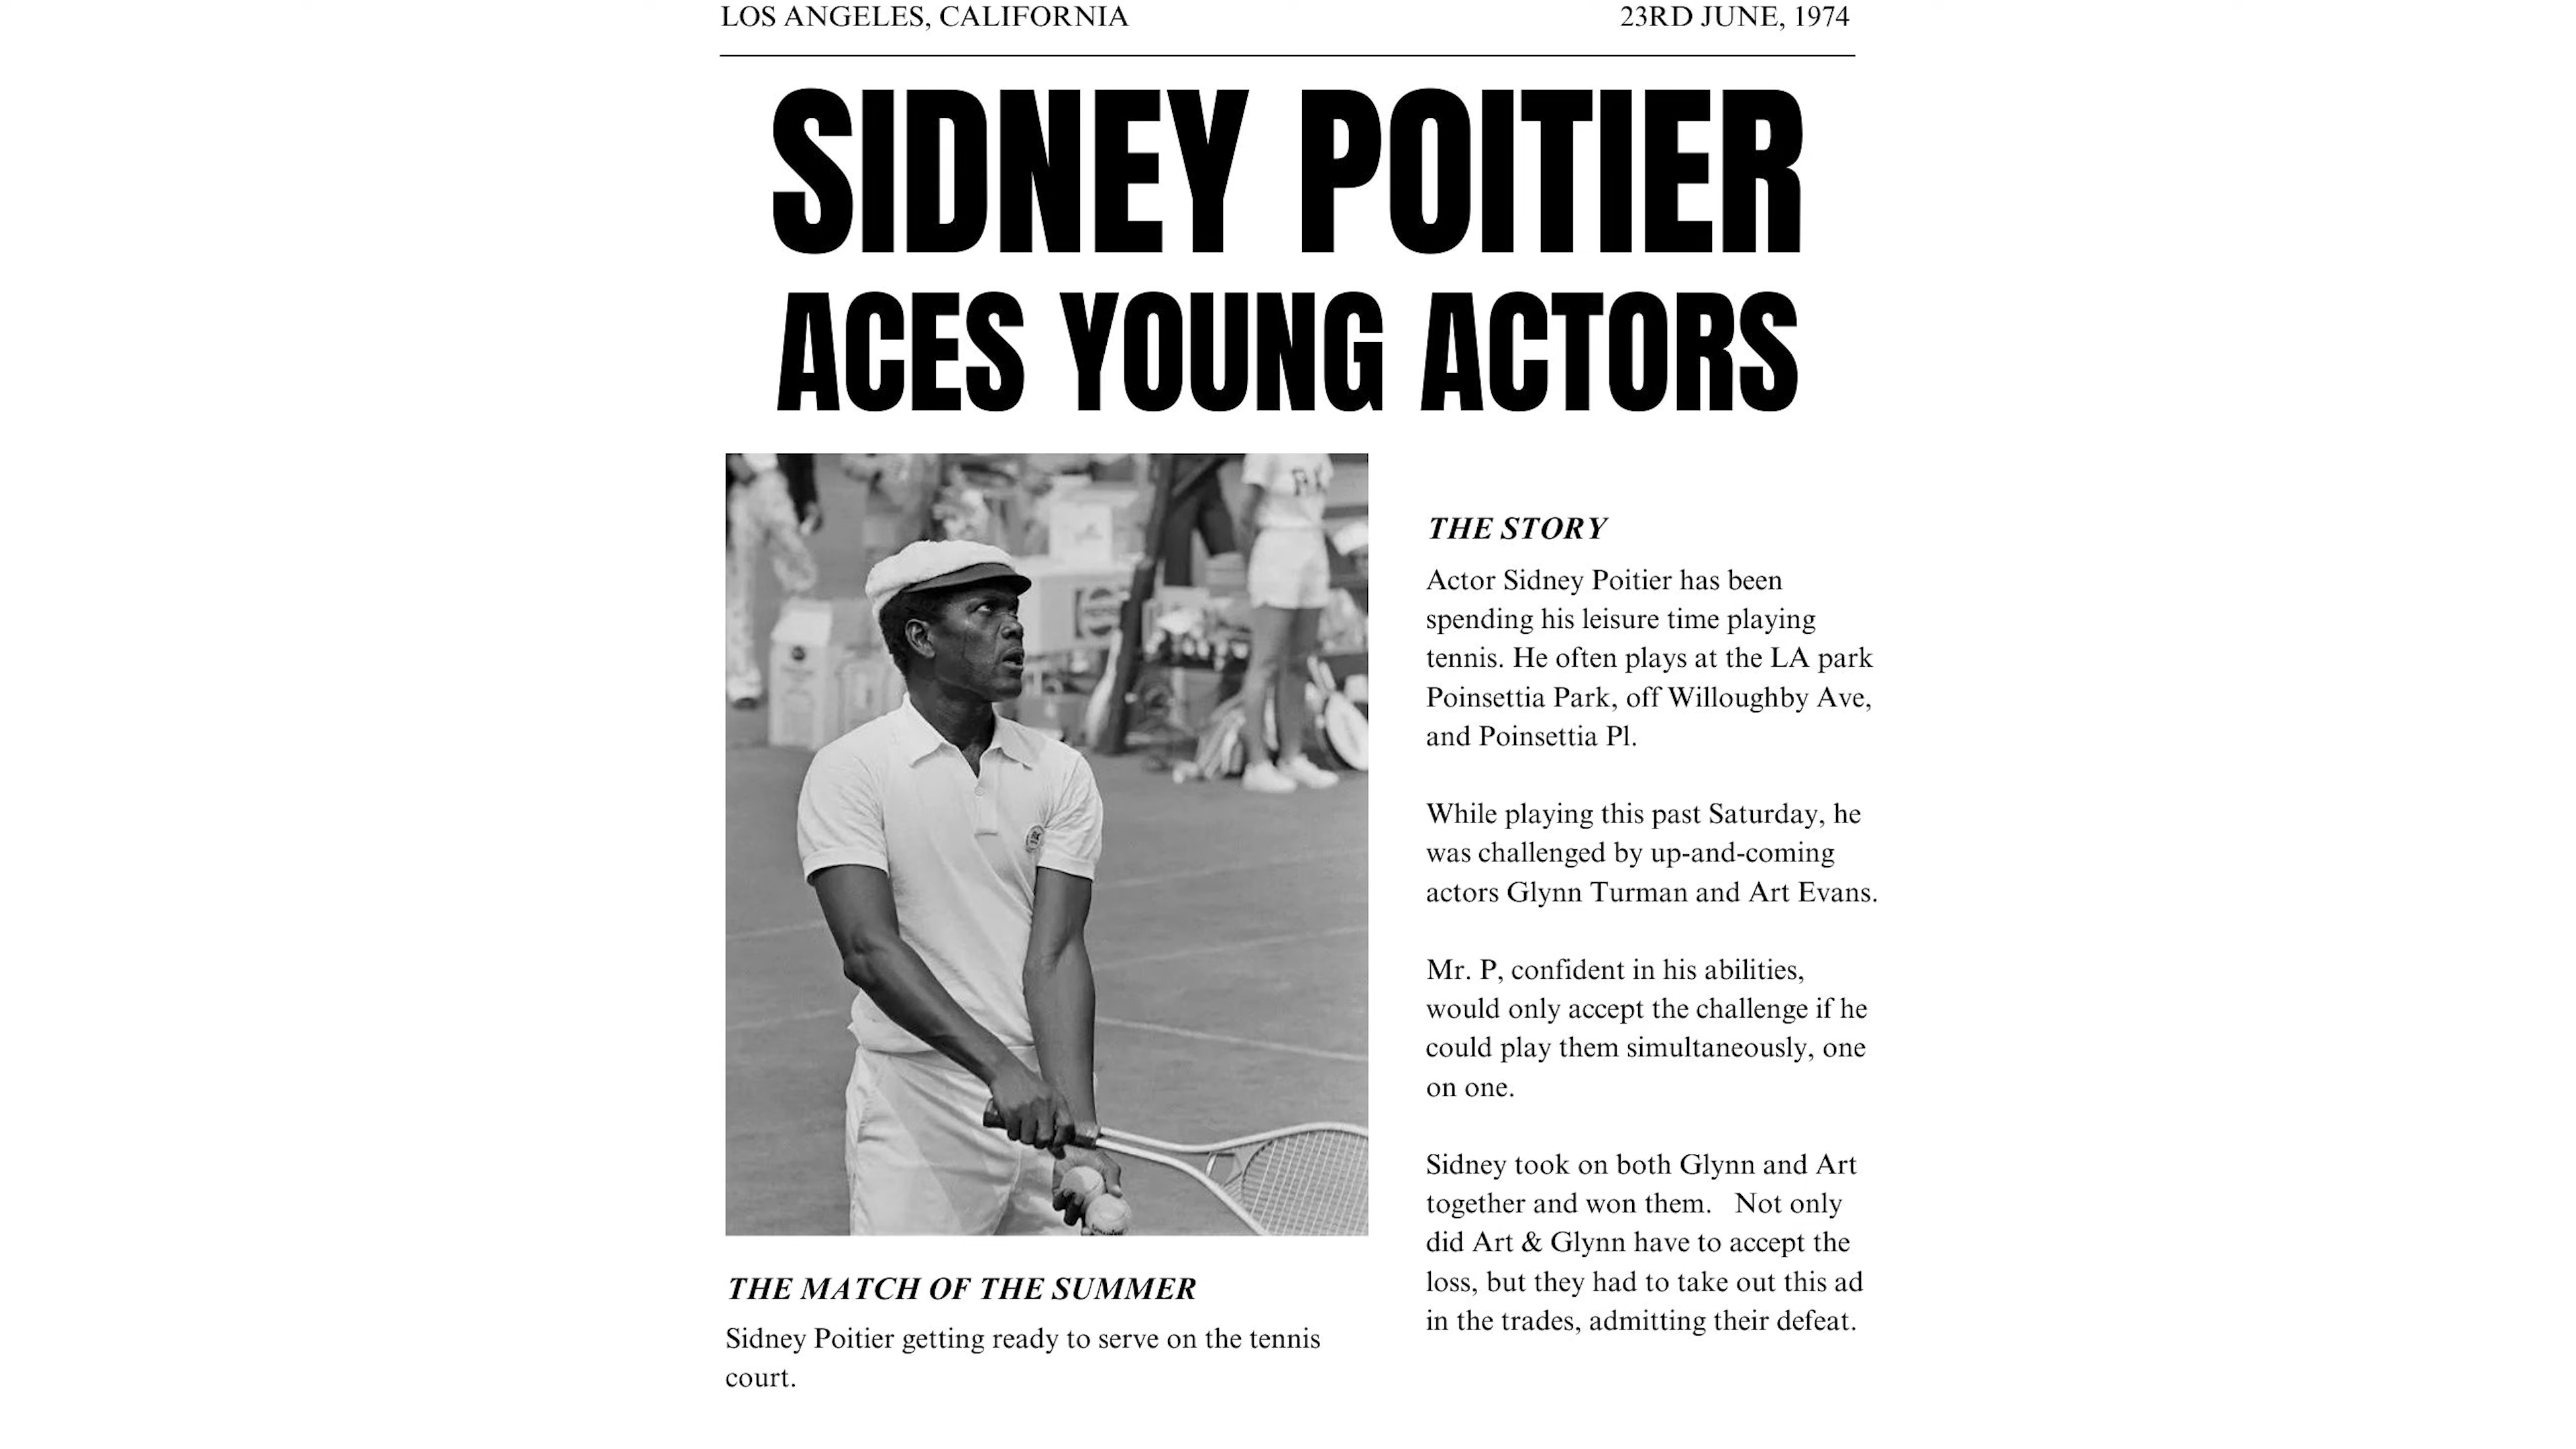 LOS ANGELES, CALIFORNIA
23RD JUNE, 1974
SIDNEY POITIER
ACES YOUNG ACTORS
THE STORY
Actor Sidney Poitier has been
spending his leisure time playing
tennis. He often plays at the LA park
Poinsettia Park, off Willoughby Ave,
and Poinsettia Pl.
While playing this past Saturday, he
was challenged by up-and-coming
actors Glynn Turman and Art Evans.
Mr. P, confident in his abilities,
would only accept the challenge if he
could play them simultaneously, one
on one.
Sidney took on both Glynn and Art
together and won them.   Not only
did Art & Glynn have to accept the
loss, but they had to take out this ad
in the trades, admitting their defeat.
THE MATCH OF THE SUMMER
Sidney Poitier getting ready to serve on the tennis
court.